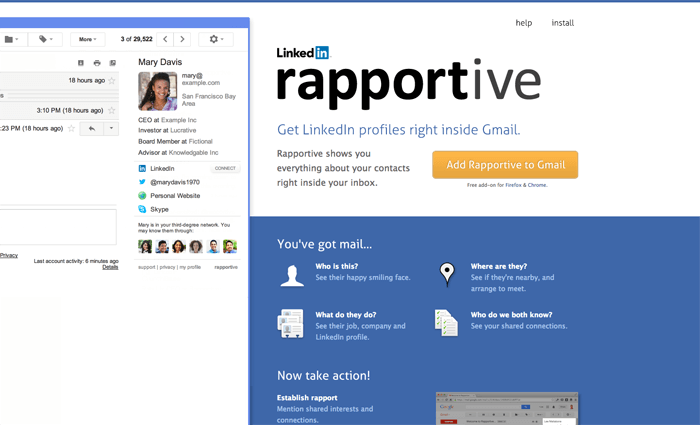 help install
More
3 of 29,522
18 hours ago
3:10 PM (18 hours ago)
:23 PM (18 hours ago)
Privacy
Last account activity: 6 minutes ago
Details
Mary Davis
mary@
example.com
San Francisco Bay
Area
CEO at Example Inc
Investor at Lucrative
Board Member at Fictional
Advisor at Knowledgable Inc
LinkedIn CONNECT
@marydavis1970
Personal Website
Skype
Mary is in your third-degree network. You
may know them through:
support | privacy | my profile rapportive
Linked in
rapportive
Get LinkedIn profiles right inside Gmail.
Rapportive shows you
everything about your contacts
right inside your inbox.
Add Rapportive to Gmail
Free add-on for Firefox & Chrome.
You've got mail...
Who is this?
See their happy smiling face.
Where are they?
See if they're nearby, and
arrange to meet.
What do they do?
See their job, company and
LinkedIn profile.
Who do we both know?
See your shared connections.
Now take action!
Establish rapport
Mention shared interests and
connections.
Google